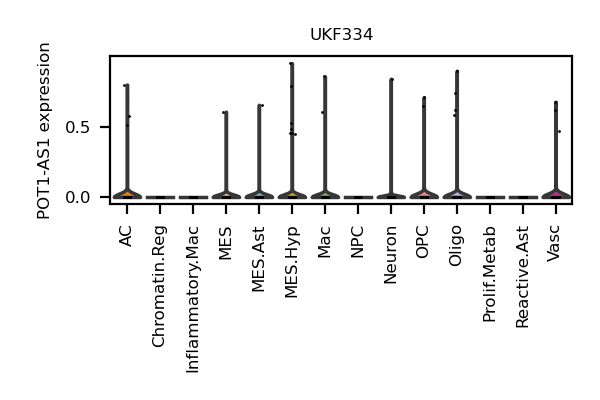 UKF334
POT1-AS1 expression
0.5
0.0
AC
Chromatin.Reg
Inflammatory.Mac
MES
MES.Ast
MES.Hyp
Mac
NPC
Neuron
OPC
Oligo
Prolif.Metab
Reactive.Ast
Vasc